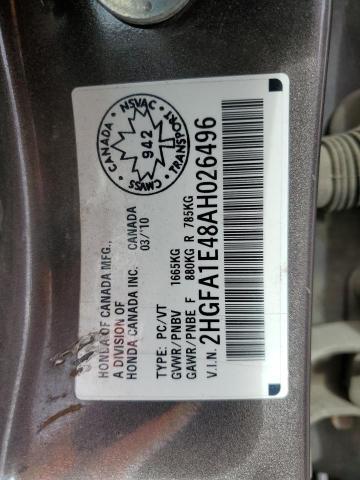 HONDA OF CANADA MFG.,
A DIVISION OF
HONDA CANADA INC. CANADA
03/'10
CANADA · NSVAC · TRANSPORT · CMVSS
942
TYPE: PC/VT
GVWR/PNBV 1665KG
GAWR/PNBE F 880KG R 785KG
V.I.N. 2HGFA1E48AH026496